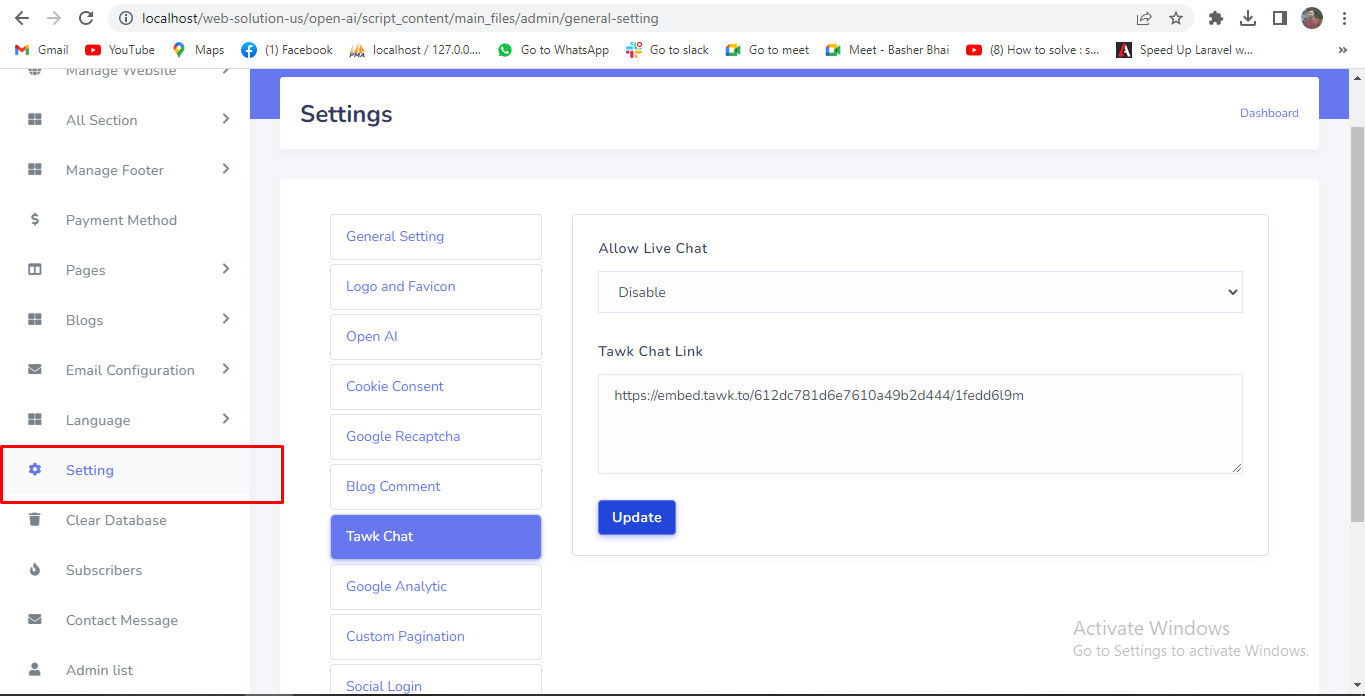 localhost/web-solution-us/open-ai/script_content/main_files/admin/general-setting
Gmail
YouTube
Maps
(1) Facebook
PMA
localhost / 127.0.0....
Go to WhatsApp
Go to slack
Go to meet
Meet - Basher Bhai
(8) How to solve : s...
Speed Up Laravel w...
»
Manage Website
All Section
Manage Footer
$ Payment Method
Pages
Blogs
Email Configuration
Language
Setting
Clear Database
Subscribers
Contact Message
Admin list
Settings
Dashboard
General Setting
Logo and Favicon
Open AI
Cookie Consent
Google Recaptcha
Blog Comment
Tawk Chat
Google Analytic
Custom Pagination
Social Login
Allow Live Chat
Disable
Tawk Chat Link
https://embed.tawk.to/612dc781d6e7610a49b2d444/1fedd6l9m
Update
Activate Windows
Go to Settings to activate Windows.